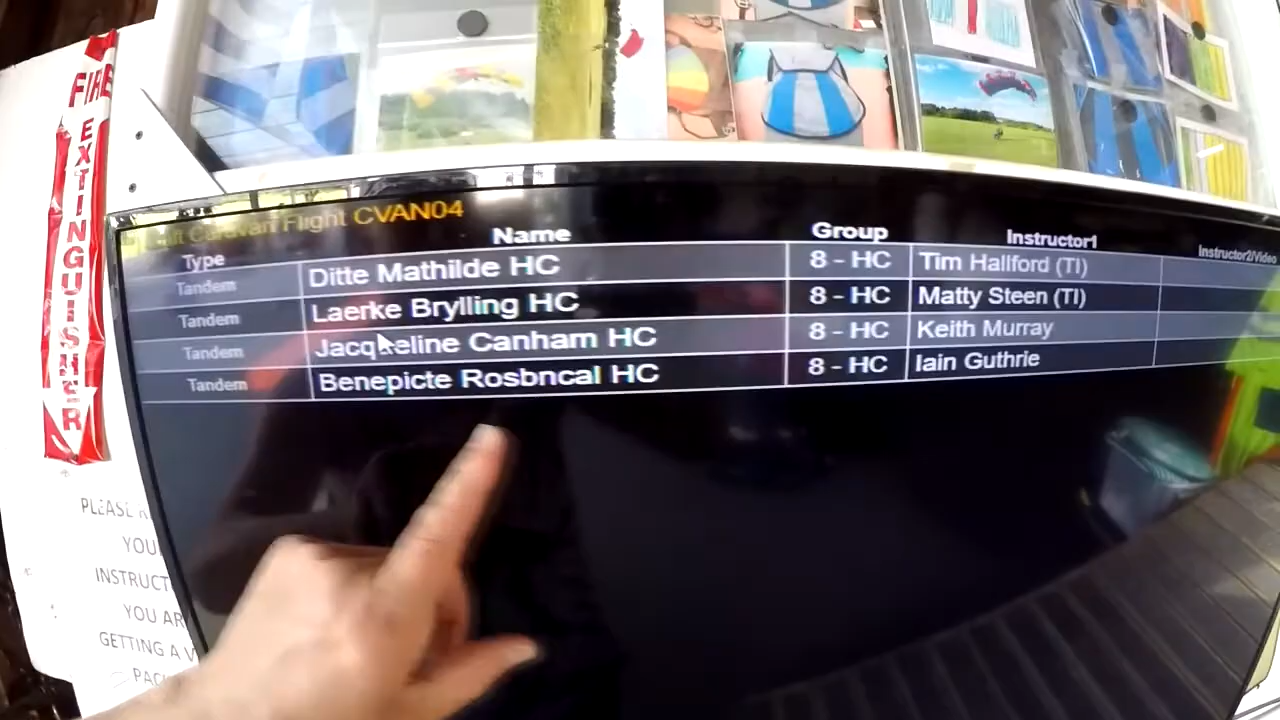 FIRE
EXTINGUISHER
Caravan Flight CVAN04
Type Name Group Instructor1 Instructor2/Video
Tandem Ditte Mathilde HC 8 - HC Tim Hallford (TI)
Tandem Laerke Brylling HC 8 - HC Matty Steen (TI)
Tandem Jacqueline Canham HC 8 - HC Keith Murray
Tandem Benepicte Rosbncal HC 8 - HC Iain Guthrie
PLEASE
YOU
INSTRUCT
YOU AR
GETTING A V
PACK